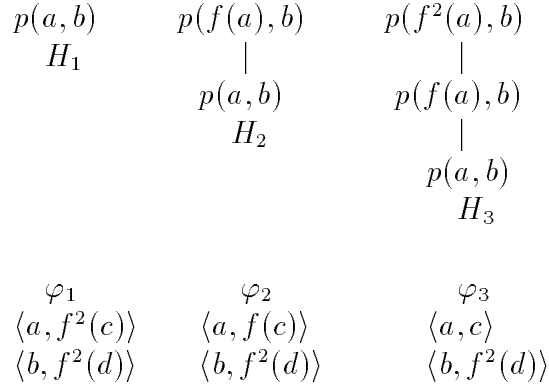 p(a, b) p(f(a), b) p(f²(a), b)
H₁ | |
p(a, b) p(f(a), b)
H₂ |
p(a, b)
H₃
φ₁ φ₂ φ₃
⟨a, f²(c)⟩ ⟨a, f(c)⟩ ⟨a, c⟩
⟨b, f²(d)⟩ ⟨b, f²(d)⟩ ⟨b, f²(d)⟩